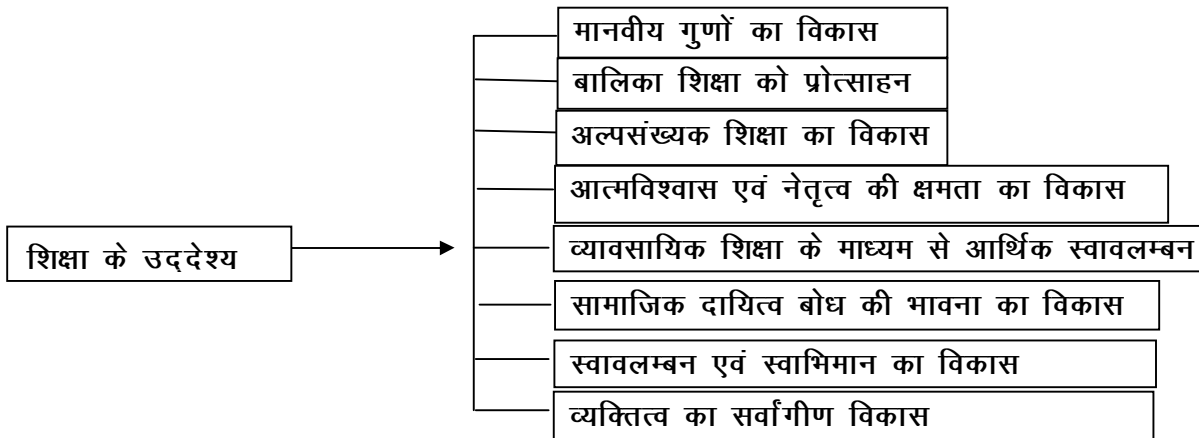 शिक्षा के उद्देश्य
मानवीय गुणों का विकास
बालिका शिक्षा को प्रोत्साहन
अल्पसंख्यक शिक्षा का विकास
आत्मविश्वास एवं नेतृत्व की क्षमता का विकास
व्यावसायिक शिक्षा के माध्यम से आर्थिक स्वावलम्बन
सामाजिक दायित्व बोध की भावना का विकास
स्वावलम्बन एवं स्वाभिमान का विकास
व्यक्तित्व का सर्वांगीण विकास